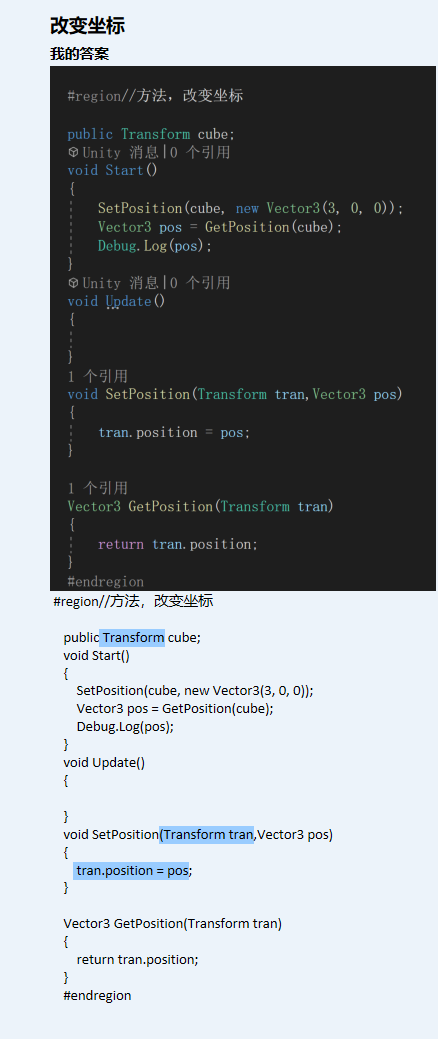 改变坐标
我的答案
#region//方法，改变坐标
public Transform cube;
Unity 消息|0 个引用
void Start()
{
SetPosition(cube, new Vector3(3, 0, 0));
Vector3 pos = GetPosition(cube);
Debug.Log(pos);
}
Unity 消息|0 个引用
void Update()
{
}
1 个引用
void SetPosition(Transform tran,Vector3 pos)
{
tran.position = pos;
}
1 个引用
Vector3 GetPosition(Transform tran)
{
return tran.position;
}
#endregion
#region//方法，改变坐标
public Transform cube;
void Start()
{
SetPosition(cube, new Vector3(3, 0, 0));
Vector3 pos = GetPosition(cube);
Debug.Log(pos);
}
void Update()
{
}
void SetPosition(Transform tran,Vector3 pos)
{
tran.position = pos;
}
Vector3 GetPosition(Transform tran)
{
return tran.position;
}
#endregion